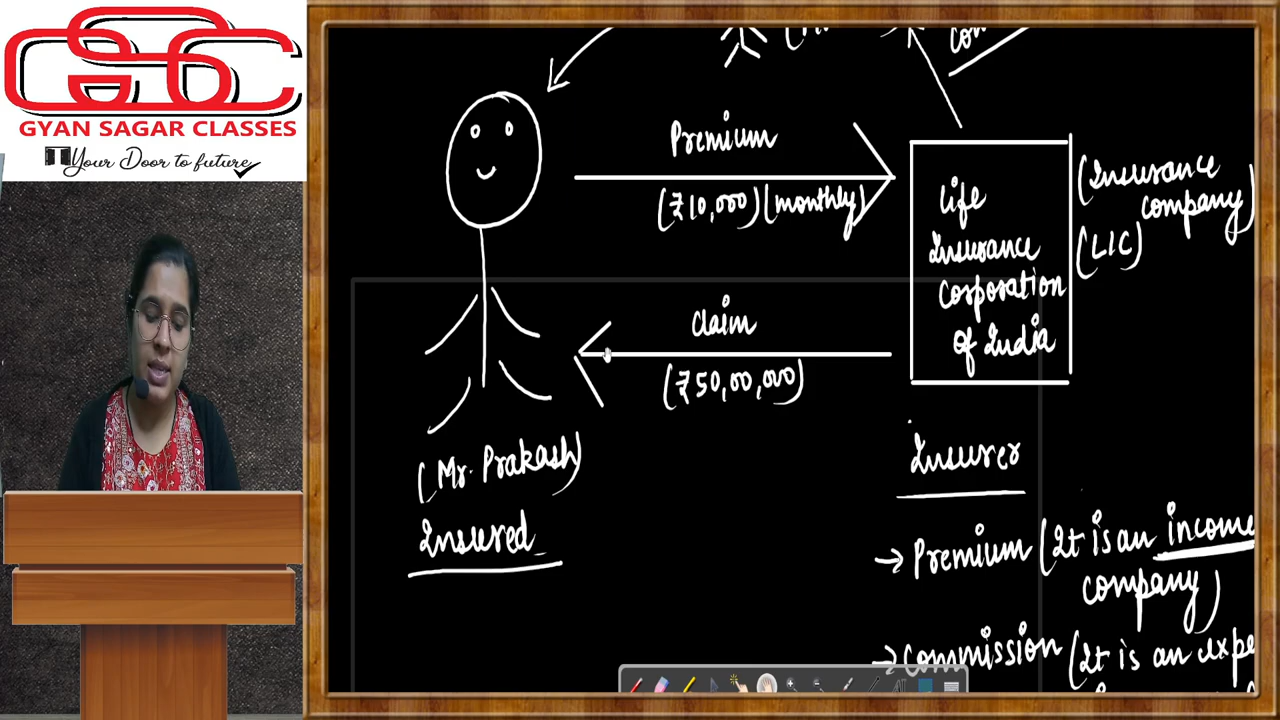 GSC
GYAN SAGAR CLASSES
Your Door to future
Premium
(₹10,000) (monthly)
Life
Insurance
Corporation
of India
(Insurance
company)
(LIC)
Claim
(₹50,00,000)
(Mr. Prakash)
Insured
Insurer
→ Premium (It is an income
company)
→ Commission (It is an expe